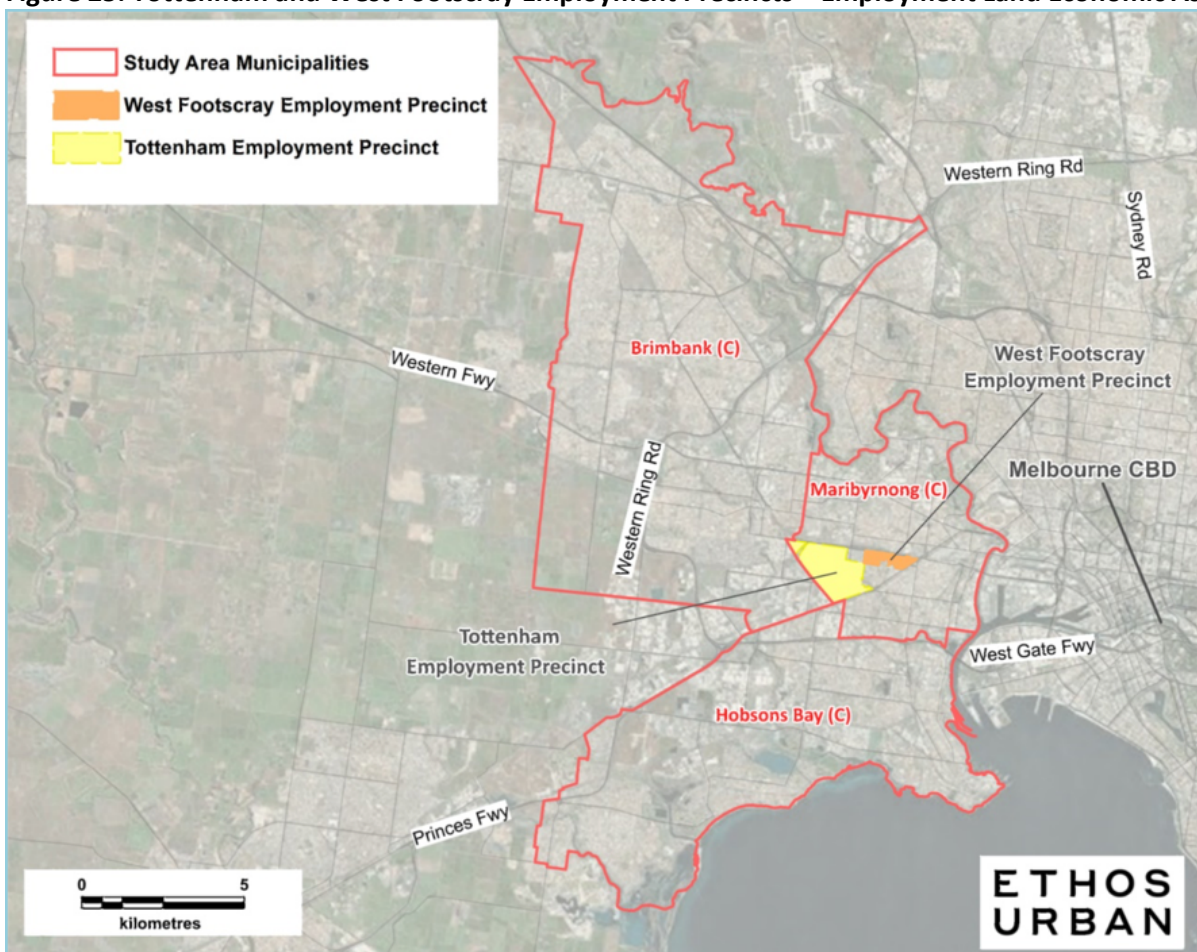 Study Area Municipalities
West Footscray Employment Precinct
Tottenham Employment Precinct
Western Ring Rd
Sydney Rd
Brimbank (C)
West Footscray
Employment Precinct
Western Fwy
Melbourne CBD
Maribyrnong (C)
Western Ring Rd
Tottenham
Employment Precinct
West Gate Fwy
Hobsons Bay (C)
Princes Fwy
0 5
kilometres
ETHOS
URBAN